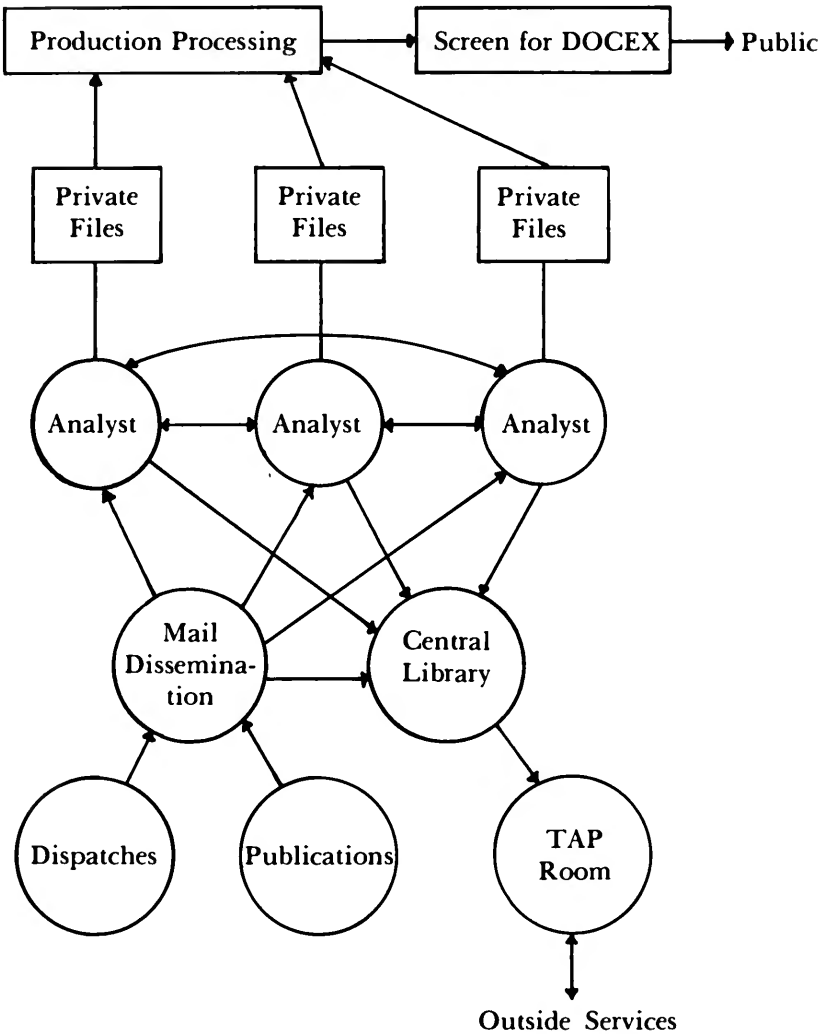 Production Processing
Screen for DOCEX
Public
Private
Files
Private
Files
Private
Files
Analyst
Analyst
Analyst
Mail
Dissemina-
tion
Central
Library
Dispatches
Publications
TAP
Room
Outside Services